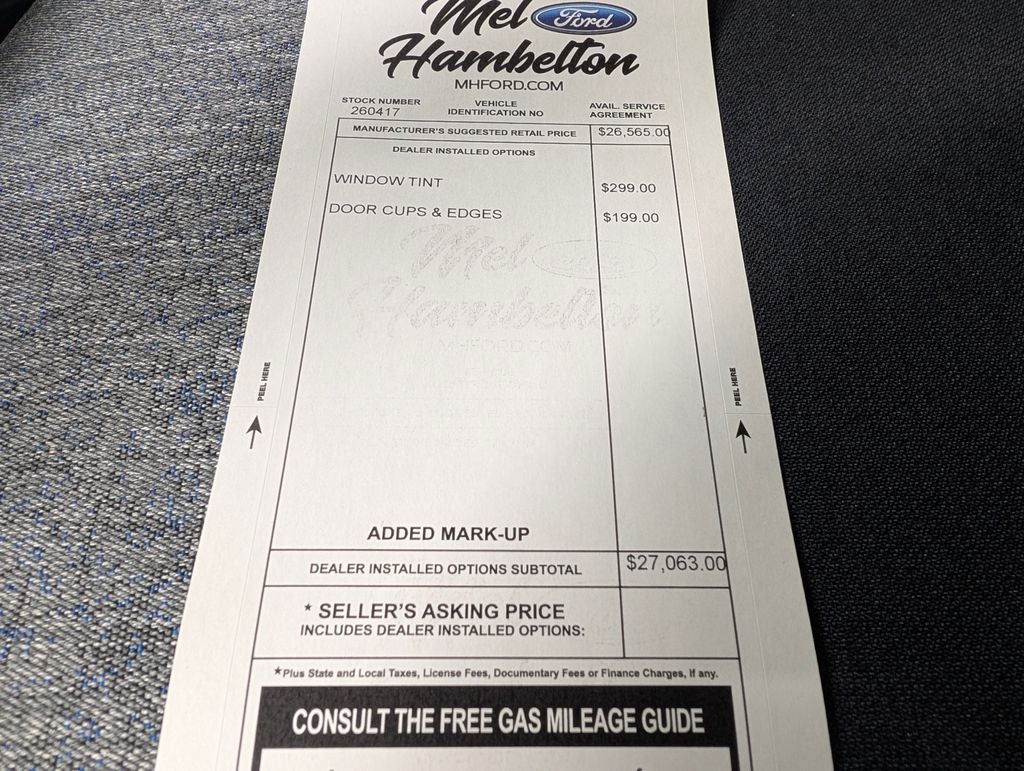 Mel Ford
Hambelton
MHFORD.COM
STOCK NUMBER
260417
VEHICLE
IDENTIFICATION NO
AVAIL. SERVICE
AGREEMENT
MANUFACTURER'S SUGGESTED RETAIL PRICE $26,565.00
DEALER INSTALLED OPTIONS
WINDOW TINT $299.00
DOOR CUPS & EDGES $199.00
Mel
Hambelton
MHFORD.COM
PEEL HERE
PEEL HERE
ADDED MARK-UP
DEALER INSTALLED OPTIONS SUBTOTAL $27,063.00
* SELLER'S ASKING PRICE
INCLUDES DEALER INSTALLED OPTIONS:
*Plus State and Local Taxes, License Fees, Documentary Fees or Finance Charges, if any.
CONSULT THE FREE GAS MILEAGE GUIDE